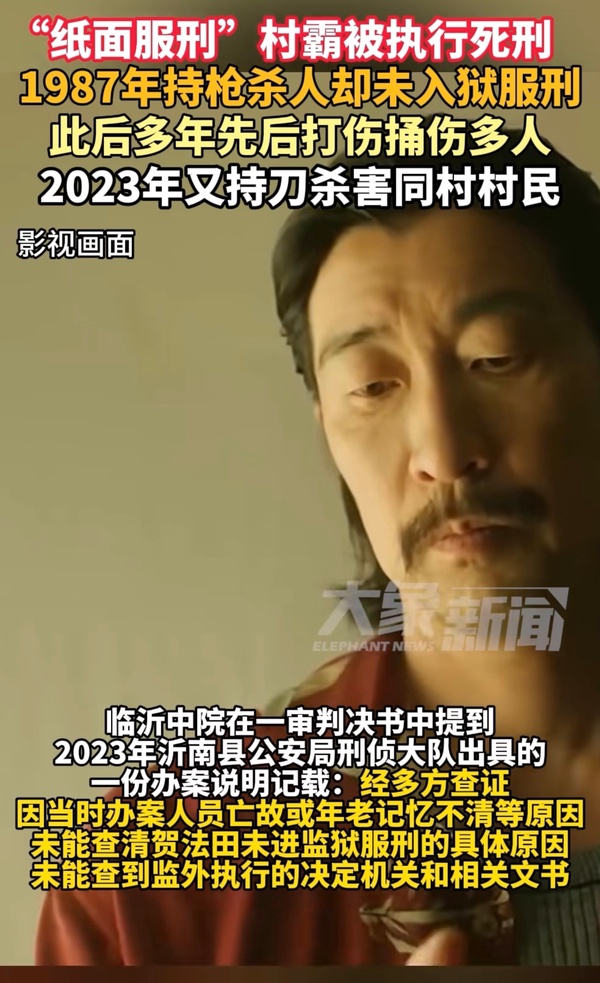 “纸面服刑”村霸被执行死刑
1987年持枪杀人却未入狱服刑
此后多年先后打伤捅伤多人
2023年又持刀杀害同村村民
影视画面
大象新闻
ELEPHANT NEWS
临沂中院在一审判决书中提到
2023年沂南县公安局刑侦大队出具的
一份办案说明记载：经多方查证
因当时办案人员亡故或年老记忆不清等原因
未能查清贺法田未进监狱服刑的具体原因
未能查到监外执行的决定机关和相关文书